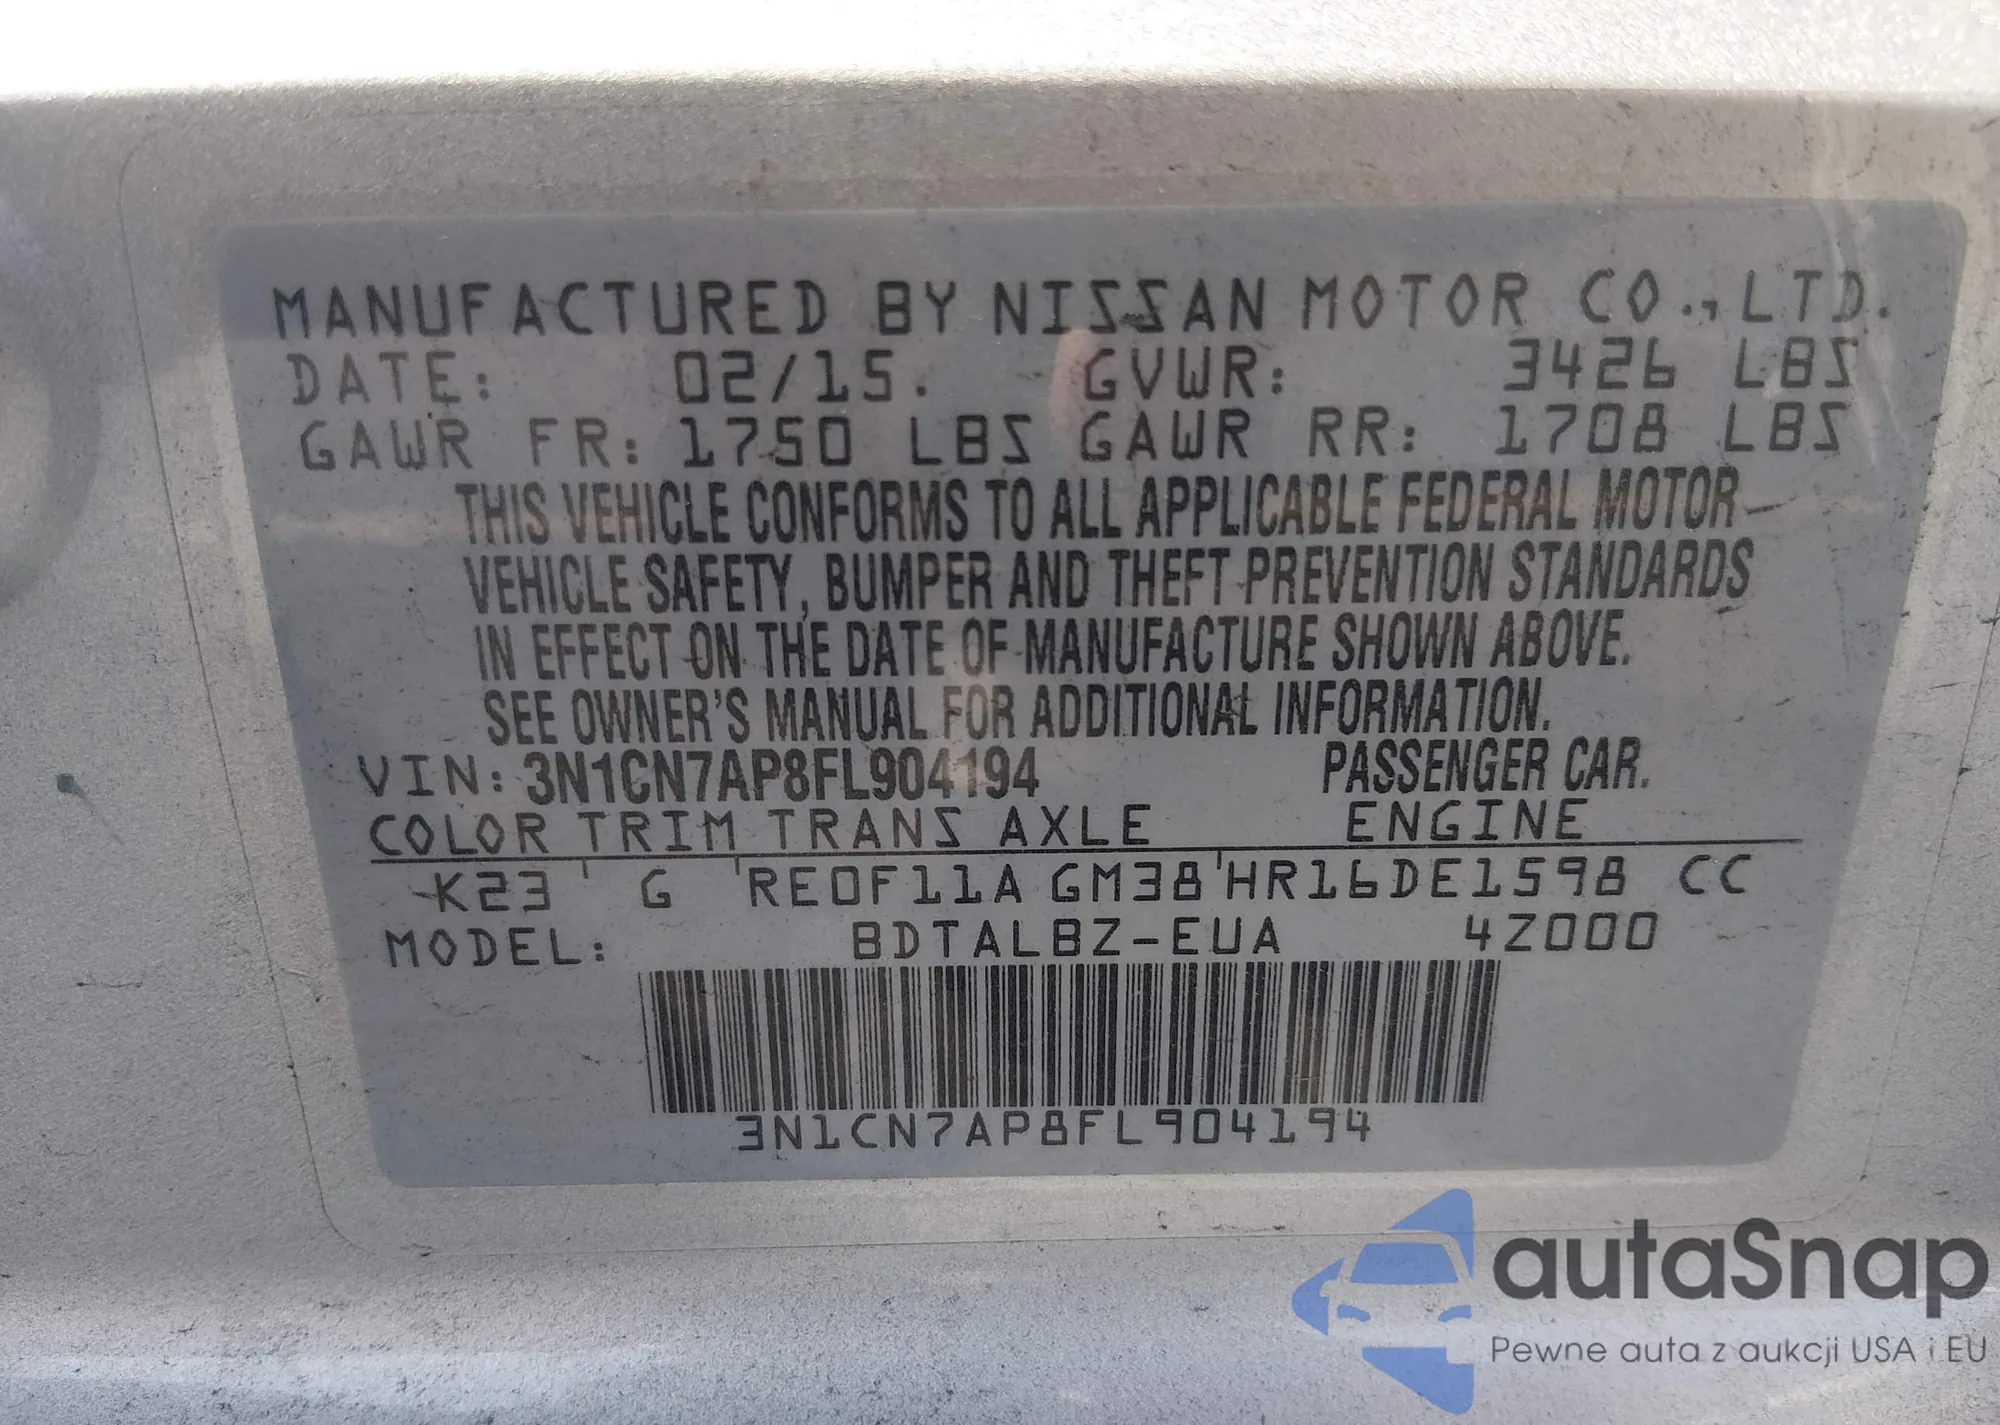 MANUFACTURED BY NISSAN MOTOR CO., LTD.
DATE: 02/15. GVWR: 3426 LBS
GAWR FR: 1750 LBS GAWR RR: 1708 LBS
THIS VEHICLE CONFORMS TO ALL APPLICABLE FEDERAL MOTOR
VEHICLE SAFETY, BUMPER AND THEFT PREVENTION STANDARDS
IN EFFECT ON THE DATE OF MANUFACTURE SHOWN ABOVE.
SEE OWNER'S MANUAL FOR ADDITIONAL INFORMATION.
VIN: 3N1CN7AP8FL904194 PASSENGER CAR.
COLOR TRIM TRANS AXLE ENGINE
K23 ' G 'RE0F11A GM38'HR16DE1598 CC
MODEL: BDTALBZ-EUA 4Z000
3N1CN7AP8FL904194
autaSnap
Pewne auta z aukcji USA i EU